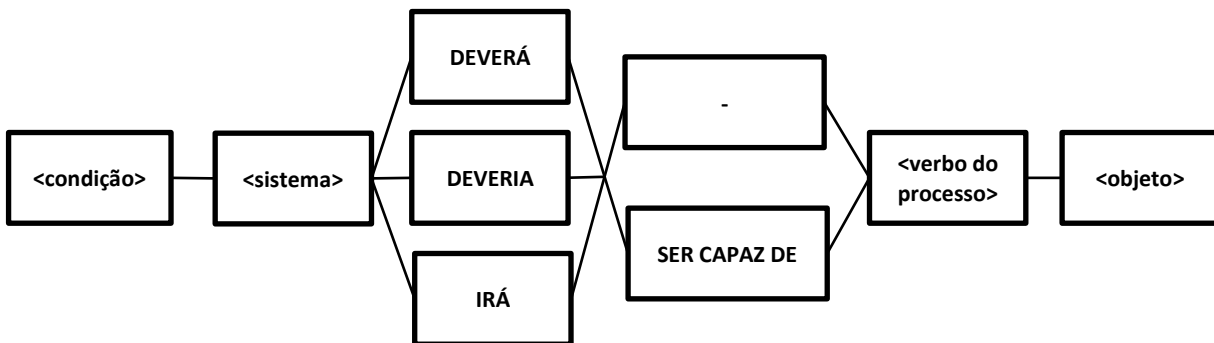 <condição>
<sistema>
DEVERÁ
DEVERIA
IRÁ
-
SER CAPAZ DE
<verbo do
processo>
<objeto>